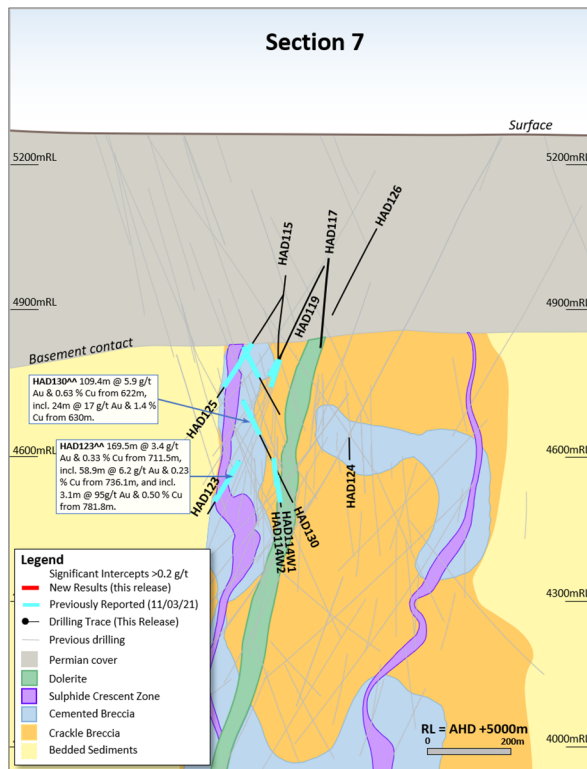 Section 7
Surface
5200mRL
5200mRL
HAD126
HAD117
HAD115
HAD119
4900mRL
4900mRL
Basement contact
HAD130^^ 109.4m @ 5.9 g/t
Au & 0.63 % Cu from 622m,
incl. 24m @ 17 g/t Au & 1.4 %
Cu from 630m.
HAD125
HAD123^^ 169.5m @ 3.4 g/t
Au & 0.33 % Cu from 711.5m,
incl. 58.9m @ 6.2 g/t Au & 0.23
% Cu from 736.1m, and incl.
3.1m @ 95g/t Au & 0.50 % Cu
from 781.8m.
4600mRL
4600mRL
HAD123
HAD124
HAD130
HAD114W1
HAD114W2
4300mRL
4300mRL
Legend
Significant Intercepts >0.2 g/t
New Results (this release)
Previously Reported (11/03/21)
Drilling Trace (This Release)
Previous drilling
Permian cover
Dolerite
Sulphide Crescent Zone
Cemented Breccia
Crackle Breccia
Bedded Sediments
RL = AHD +5000m
0 200m
4000mRL